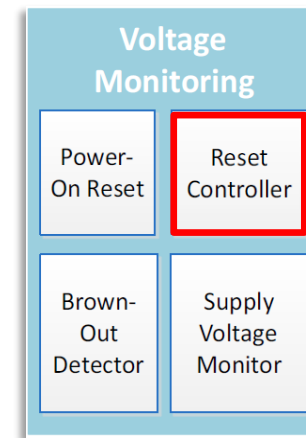 Voltage
Monitoring
Power-
On Reset
Reset
Controller
Brown-
Out
Detector
Supply
Voltage
Monitor